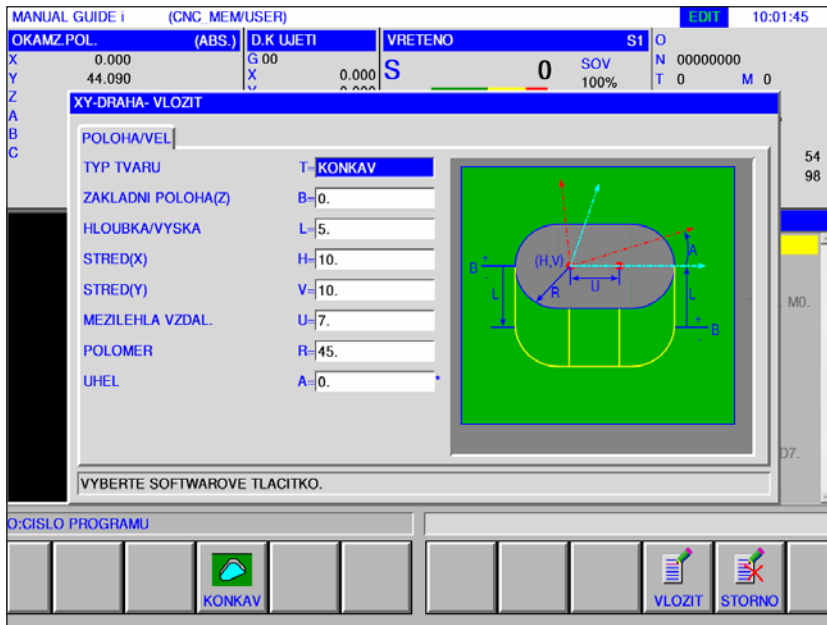 MANUAL GUIDE i (CNC_MEM/USER) EDIT 10:01:45
OKAMZ.POL. (ABS.) D.K UJETI VRETENO S1 O
X 0.000 G 00 N 00000000
Y 44.090 X 0.000 S 0 SOV 100% T 0 M 0
Z
A
B
C
54
98
XY-DRAHA- VLOZIT
POLOHA/VEL
TYP TVARU T=KONKAV
ZAKLADNI POLOHA(Z) B=0.
HLOUBKA/VYSKA L=5.
STRED(X) H=10.
STRED(Y) V=10.
MEZILEHLA VZDAL. U=7.
POLOMER R=45.
UHEL A=0. *
B + - L (H,V) R U A L + - B
M0.
D7.
VYBERTE SOFTWAROVE TLACITKO.
O:CISLO PROGRAMU
KONKAV VLOZIT STORNO